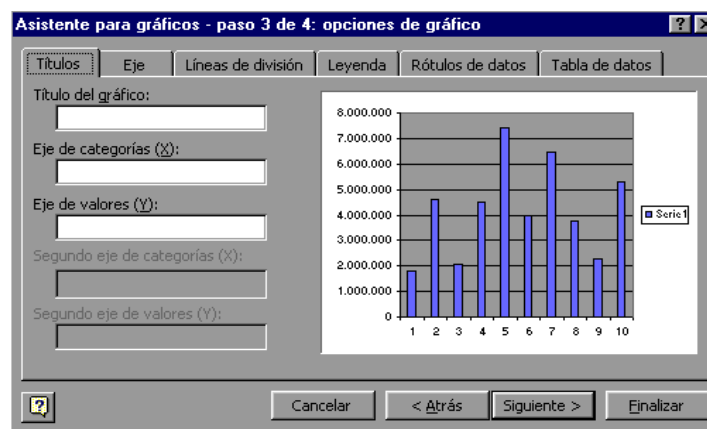 Asistente para gráficos - paso 3 de 4: opciones de gráfico
Títulos Eje Líneas de división Leyenda Rótulos de datos Tabla de datos
Título del gráfico:
Eje de categorías (X):
Eje de valores (Y):
Segundo eje de categorías (X):
Segundo eje de valores (Y):
8.000.000
7.000.000
6.000.000
5.000.000
4.000.000
3.000.000
2.000.000
1.000.000
0
1 2 3 4 5 6 7 8 9 10
Serie1
Cancelar < Atrás Siguiente > Finalizar